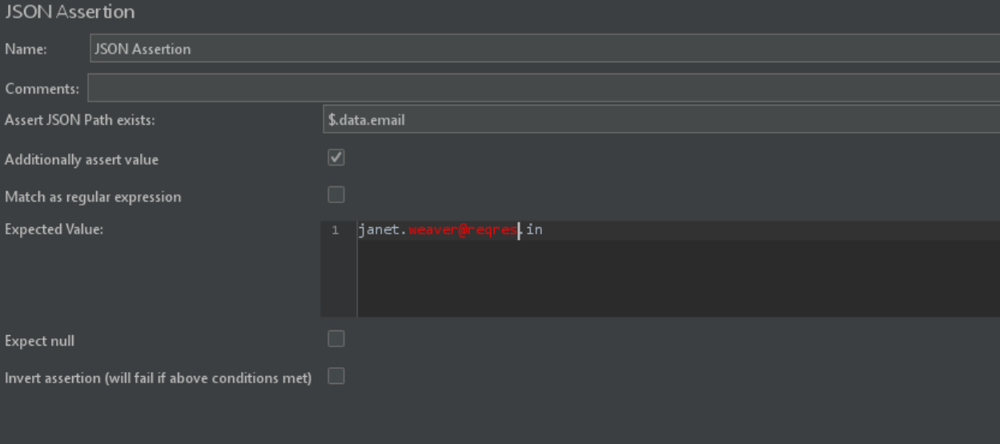 JSON Assertion
Name: JSON Assertion
Comments:
Assert JSON Path exists: $.data.email
Additionally assert value
Match as regular expression
Expected Value: 1 janet.weaver@reqres.in
Expect null
Invert assertion (will fail if above conditions met)